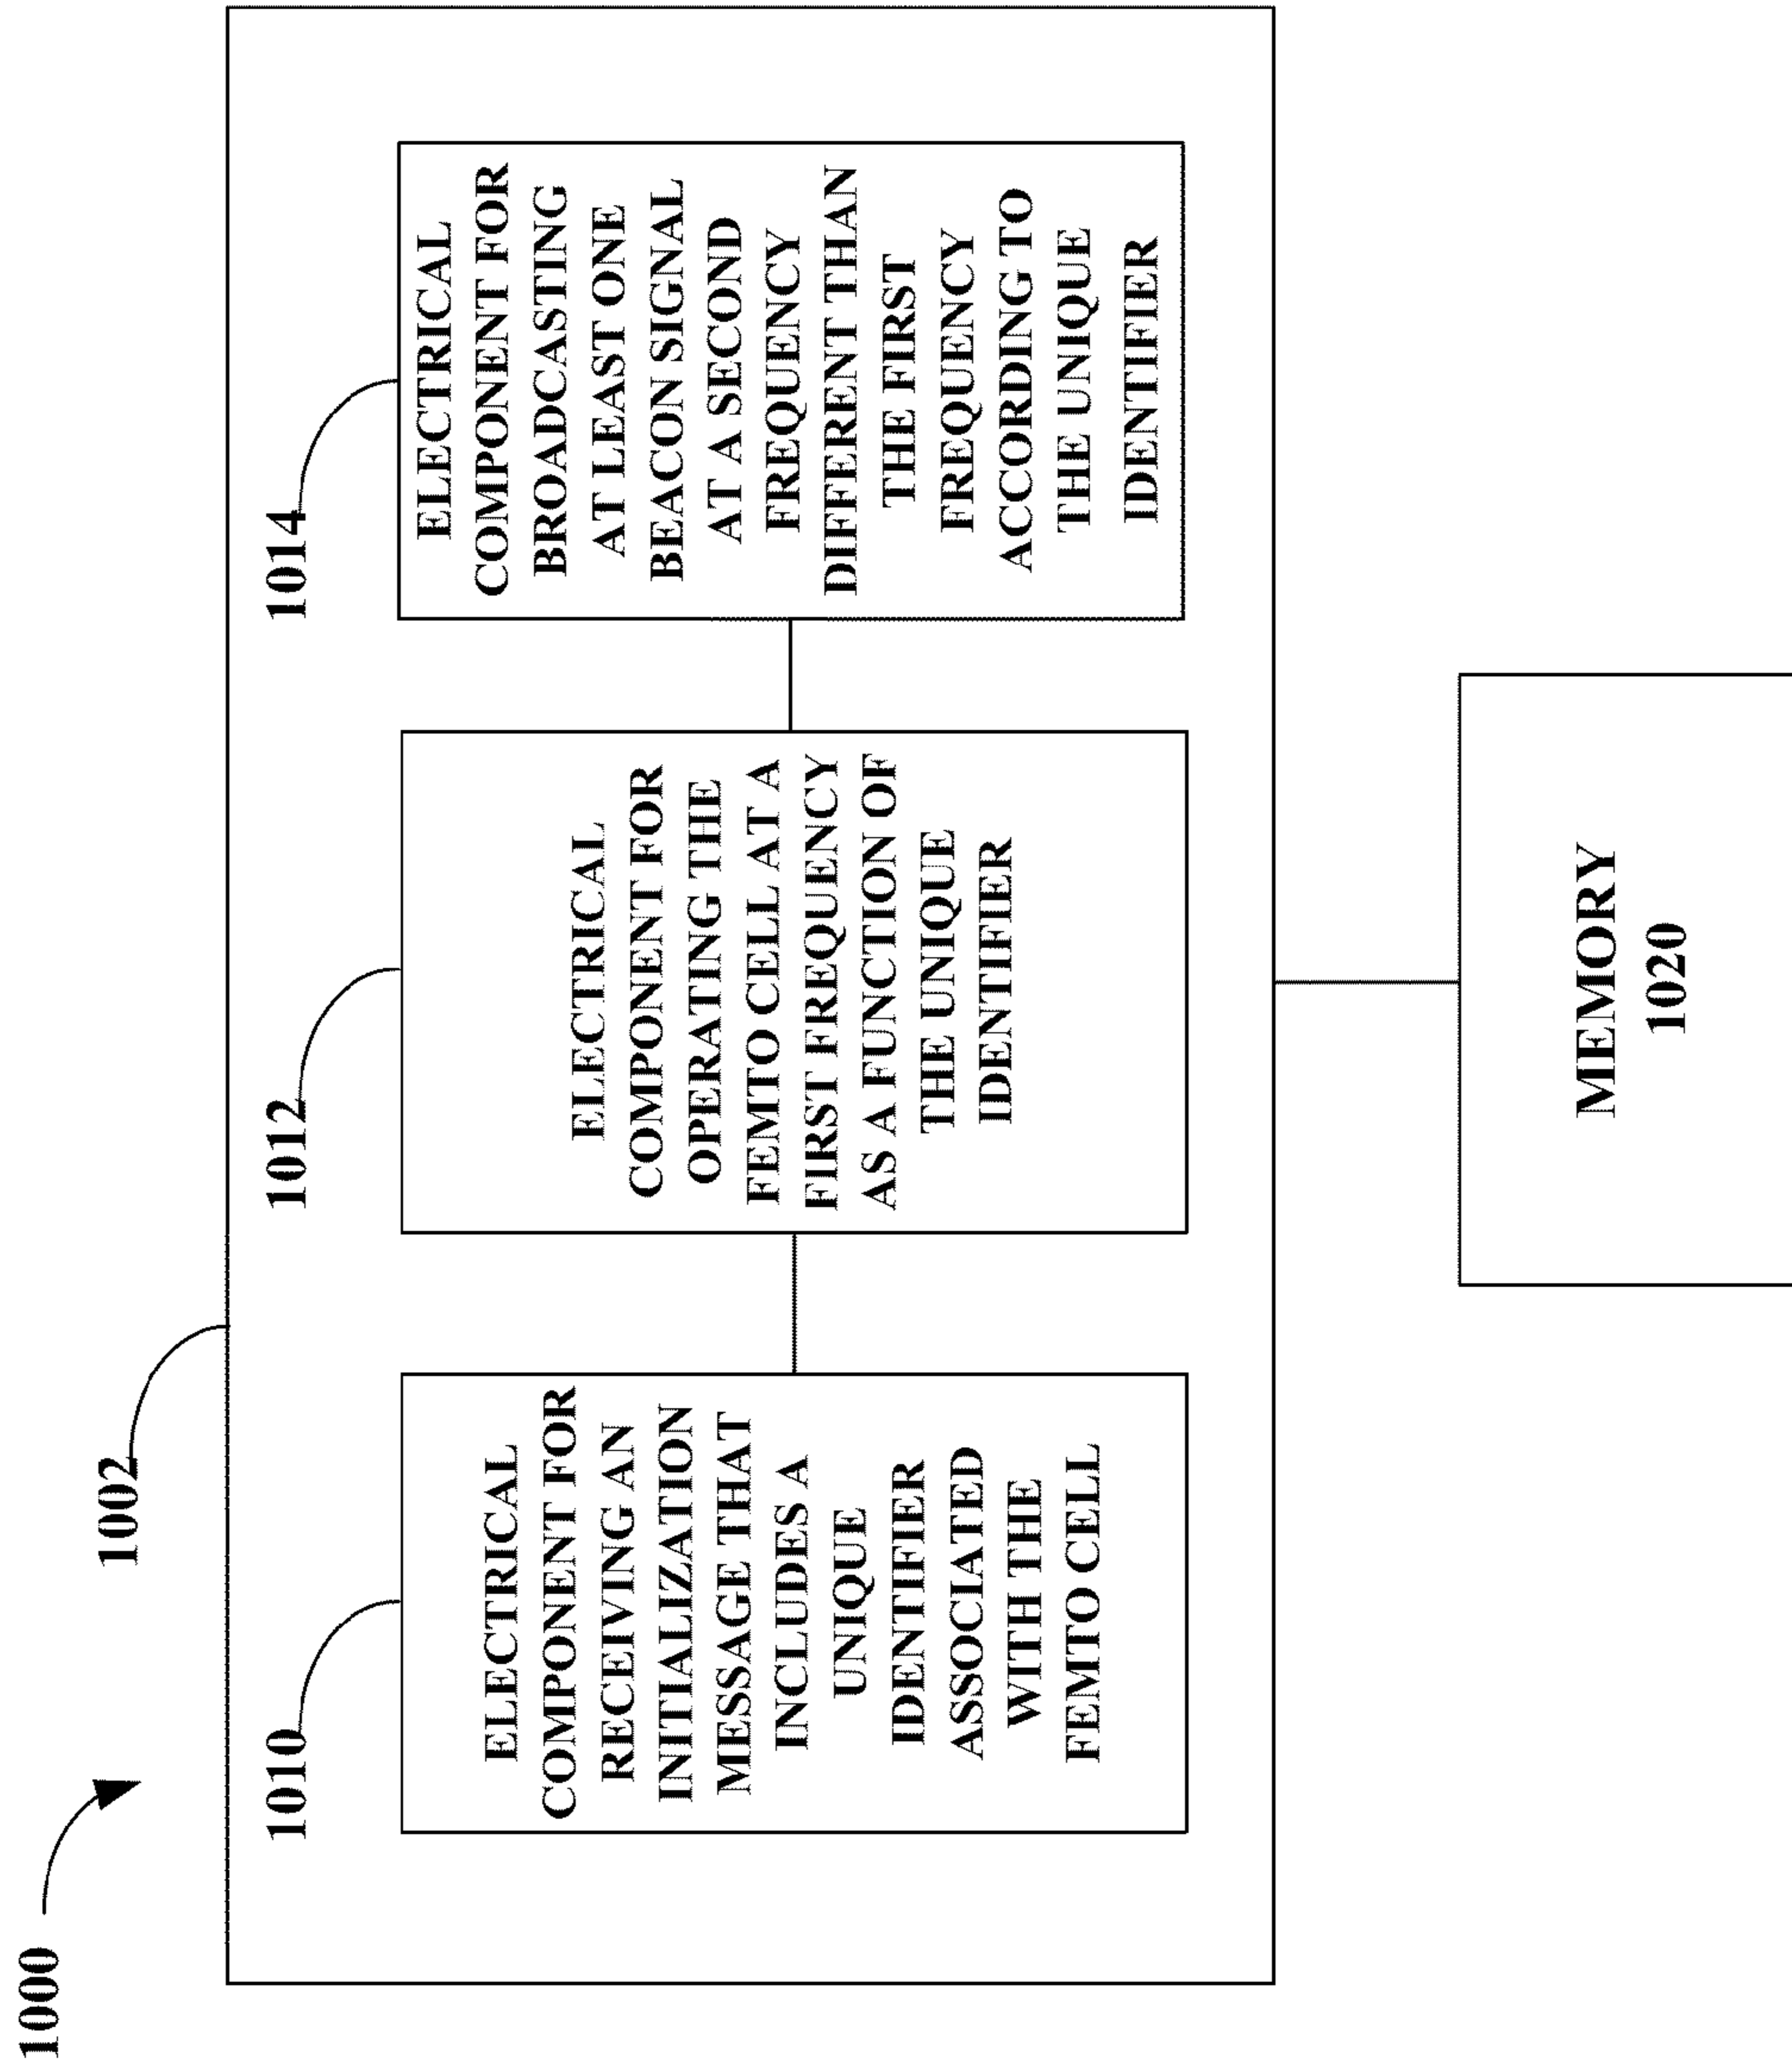 1000
1002
1010
1012
1014
ELECTRICAL
COMPONENT FOR
RECEIVING AN
INITIALIZATION
MESSAGE THAT
INCLUDES A
UNIQUE
IDENTIFIER
ASSOCIATED
WITH THE
FEMTO CELL
ELECTRICAL
COMPONENT FOR
OPERATING THE
FEMTO CELL AT A
FIRST FREQUENCY
AS A FUNCTION OF
THE UNIQUE
IDENTIFIER
ELECTRICAL
COMPONENT FOR
BROADCASTING
AT LEAST ONE
BEACON SIGNAL
AT A SECOND
FREQUENCY
DIFFERENT THAN
THE FIRST
FREQUENCY
ACCORDING TO
THE UNIQUE
IDENTIFIER
MEMORY
1020